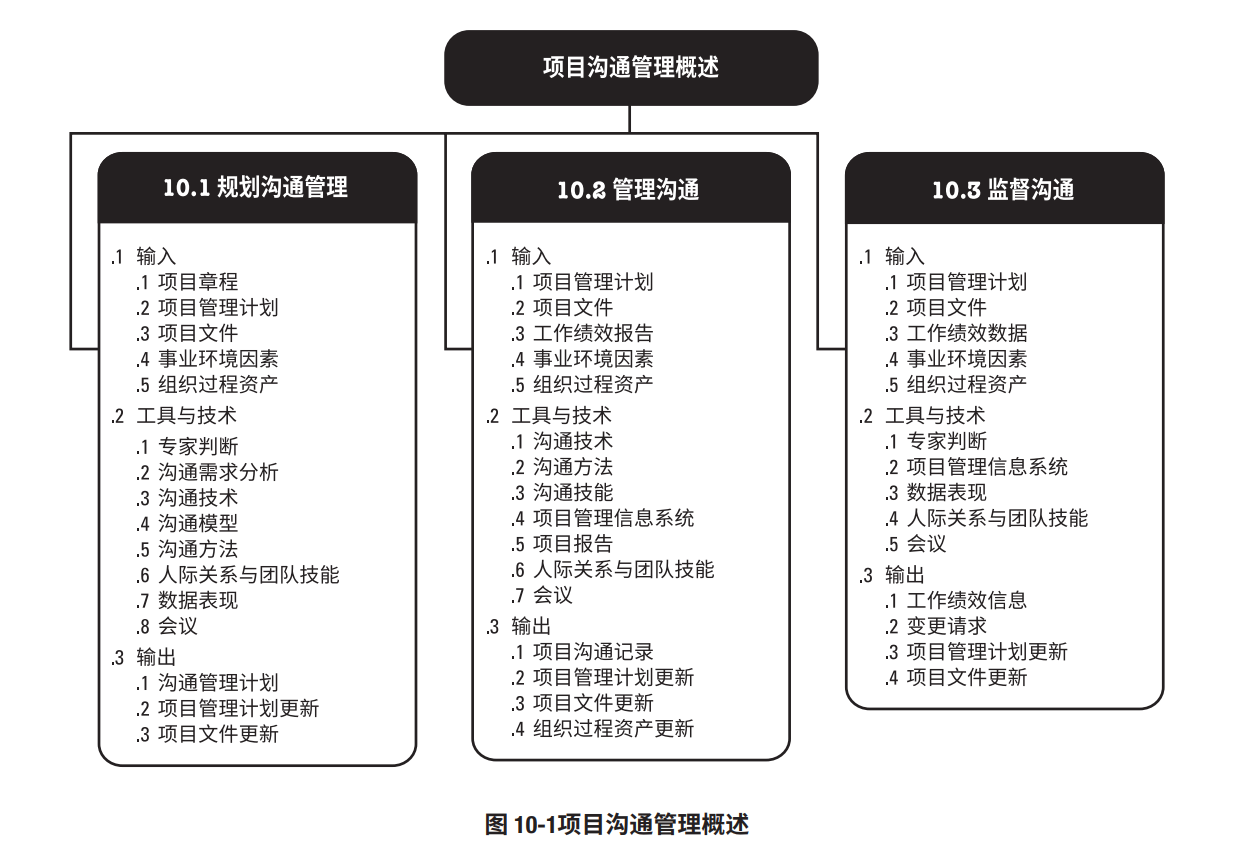 项目沟通管理概述
10.1 规划沟通管理
.1 输入
.1 项目章程
.2 项目管理计划
.3 项目文件
.4 事业环境因素
.5 组织过程资产
.2 工具与技术
.1 专家判断
.2 沟通需求分析
.3 沟通技术
.4 沟通模型
.5 沟通方法
.6 人际关系与团队技能
.7 数据表现
.8 会议
.3 输出
.1 沟通管理计划
.2 项目管理计划更新
.3 项目文件更新
10.2 管理沟通
.1 输入
.1 项目管理计划
.2 项目文件
.3 工作绩效报告
.4 事业环境因素
.5 组织过程资产
.2 工具与技术
.1 沟通技术
.2 沟通方法
.3 沟通技能
.4 项目管理信息系统
.5 项目报告
.6 人际关系与团队技能
.7 会议
.3 输出
.1 项目沟通记录
.2 项目管理计划更新
.3 项目文件更新
.4 组织过程资产更新
10.3 监督沟通
.1 输入
.1 项目管理计划
.2 项目文件
.3 工作绩效数据
.4 事业环境因素
.5 组织过程资产
.2 工具与技术
.1 专家判断
.2 项目管理信息系统
.3 数据表现
.4 人际关系与团队技能
.5 会议
.3 输出
.1 工作绩效信息
.2 变更请求
.3 项目管理计划更新
.4 项目文件更新
图 10-1项目沟通管理概述